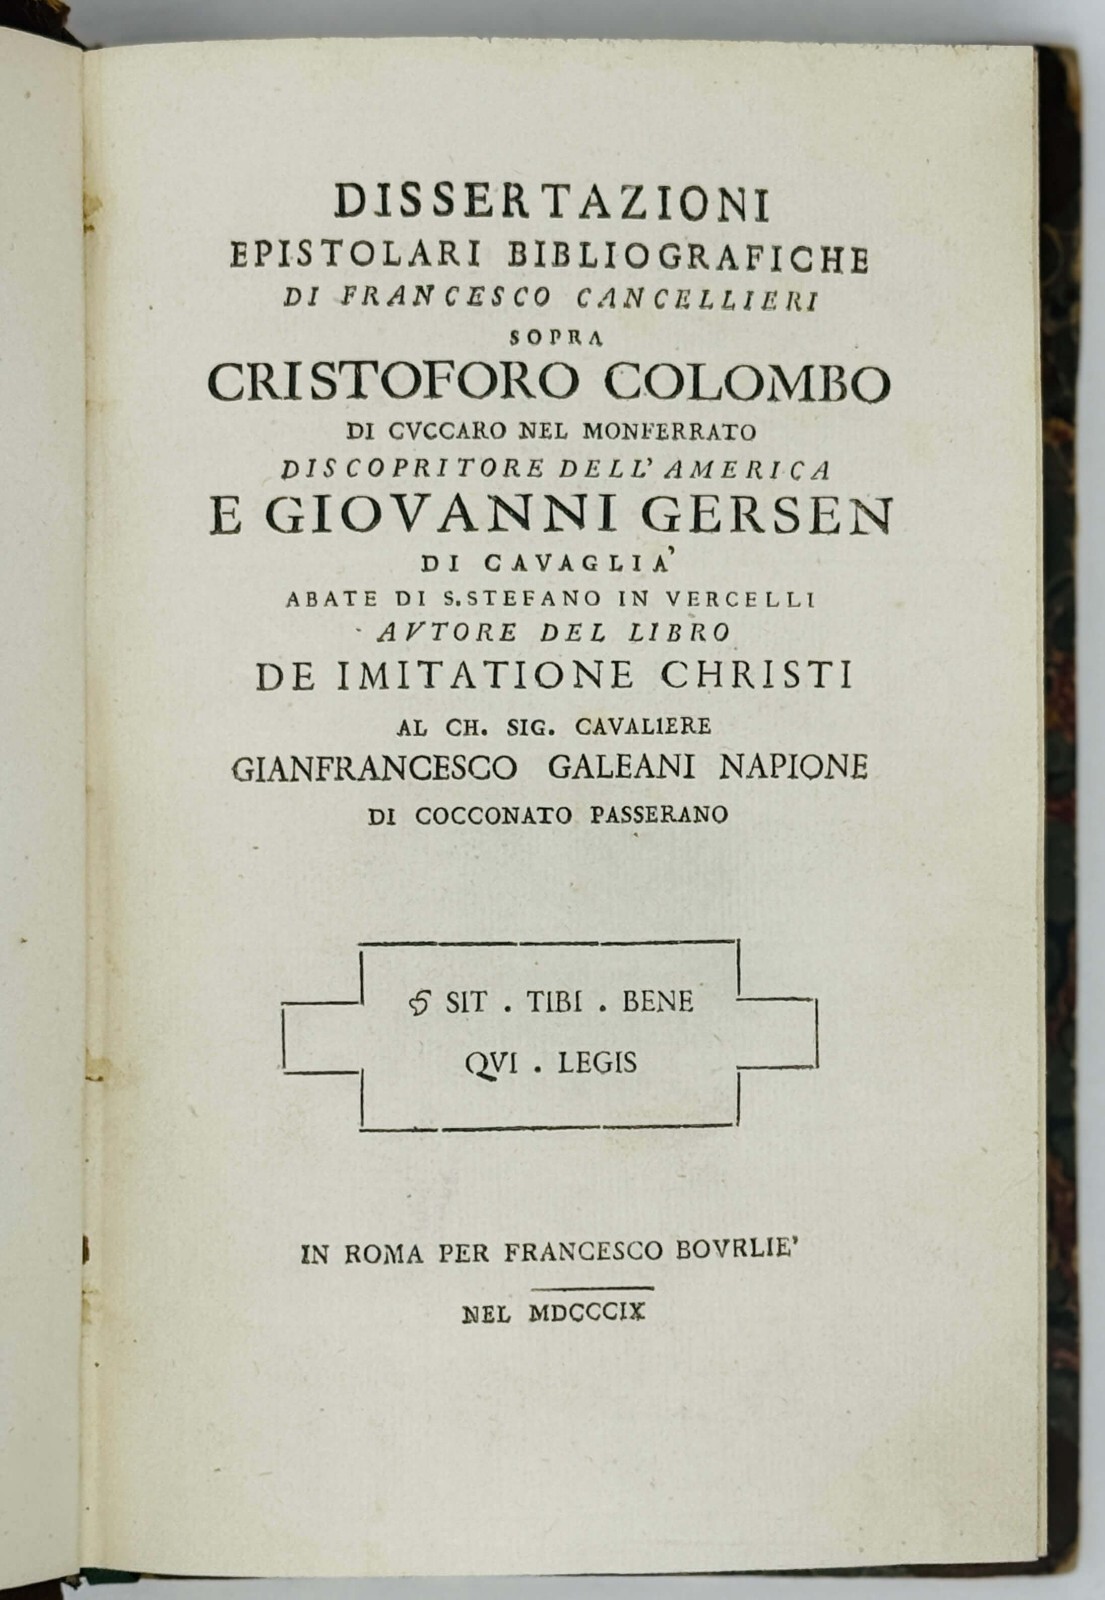 DISSERTAZIONI
EPISTOLARI BIBLIOGRAFICHE
DI FRANCESCO CANCELLIERI
SOPRA
CRISTOFORO COLOMBO
DI CVCCARO NEL MONFERRATO
DISCOPRITORE DELL' AMERICA
E GIOVANNI GERSEN
DI CAVAGLIA'
ABATE DI S. STEFANO IN VERCELLI
AVTORE DEL LIBRO
DE IMITATIONE CHRISTI
AL CH. SIG. CAVALIERE
GIANFRANCESCO GALEANI NAPIONE
DI COCCONATO PASSERANO
SIT . TIBI . BENE
QVI . LEGIS
IN ROMA PER FRANCESCO BOVRLIE'
NEL MDCCCIX